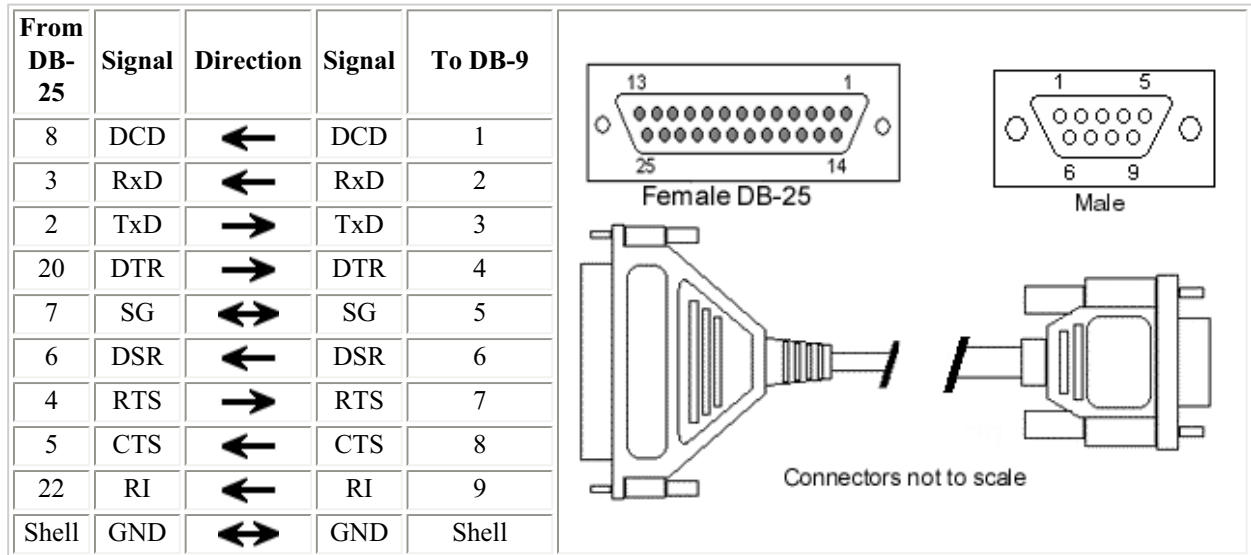 From DB-25 Signal Direction Signal To DB-9
8 DCD DCD 1
3 RxD RxD 2
2 TxD TxD 3
20 DTR DTR 4
7 SG SG 5
6 DSR DSR 6
4 RTS RTS 7
5 CTS CTS 8
22 RI RI 9
Shell GND GND Shell
13 1
25 14
Female DB-25
1 5
6 9
Male
Connectors not to scale